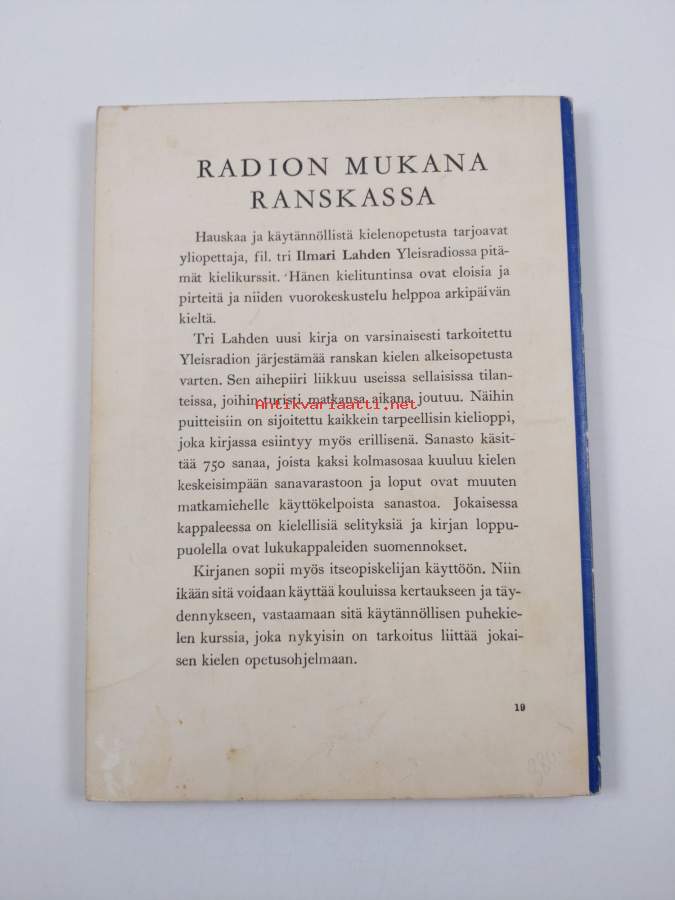 RADION MUKANA
RANSKASSA
Hauskaa ja käytännöllistä kielenopetusta tarjoavat
yliopettaja, fil. tri Ilmari Lahden Yleisradiossa pitä-
mät kielikurssit. Hänen kielituntinsa ovat eloisia ja
pirteitä ja niiden vuorokeskustelu helppoa arkipäivän
kieltä.
Tri Lahden uusi kirja on varsinaisesti tarkoitettu
Yleisradion järjestämää ranskan kielen alkeisopetusta
varten. Sen aihepiiri liikkuu useissa sellaisissa tilan-
teissa, joihin turisti matkansa aikana joutuu. Näihin
Antikvariaatti.net
puitteisiin on sijoitettu kaikkein tarpeellisin kielioppi,
joka kirjassa esiintyy myös erillisenä. Sanasto käsit-
tää 750 sanaa, joista kaksi kolmasosaa kuuluu kielen
keskeisimpään sanavarastoon ja loput ovat muuten
matkamiehelle käyttökelpoista sanastoa. Jokaisessa
kappaleessa on kielellisiä selityksiä ja kirjan loppu-
puolella ovat lukukappaleiden suomennokset.
Kirjanen sopii myös itseopiskelijan käyttöön. Niin
ikään sitä voidaan käyttää kouluissa kertaukseen ja täy-
dennykseen, vastaamaan sitä käytännöllisen puhekie-
len kurssia, joka nykyisin on tarkoitus liittää jokai-
sen kielen opetusohjelmaan.
19